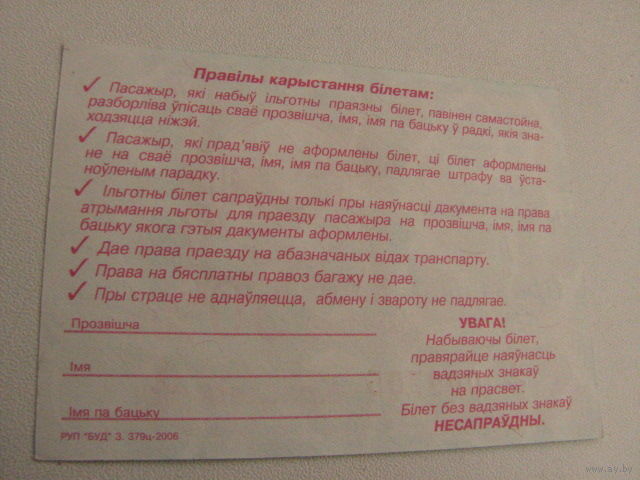 Правілы карыстання білетам:
✓ Пасажыр, які набыў ільготны праязны білет, павінен самастойна,
разборліва ўпісаць сваё прозвішча, імя, імя па бацьку ў радкі, якія зна-
ходзяцца ніжэй.
✓ Пасажыр, які прад'явіў не аформлены білет, ці білет аформлены
не на сваё прозвішча, імя, імя па бацьку, падлягае штрафу ва ўста-
ноўленым парадку.
✓ Ільготны білет сапраўдны толькі пры наяўнасці дакумента на права
атрымання льготы для праезду пасажыра на прозвішча, імя, імя па
бацьку якога гэтыя дакументы аформлены.
✓ Дае права праезду на абазначаных відах транспарту.
✓ Права на бясплатны правоз багажу не дае.
✓ Пры страце не аднаўляецца, абмену і звароту не падлягае.
Прозвішча
Імя
Імя па бацьку
РУП "БУД" З. 379ц-2006
УВАГА!
Набываючы білет,
правярайце наяўнасць
вадзяных знакаў
на прасвет.
Білет без вадзяных знакаў
НЕСАПРАЎДНЫ.
www.ay.by